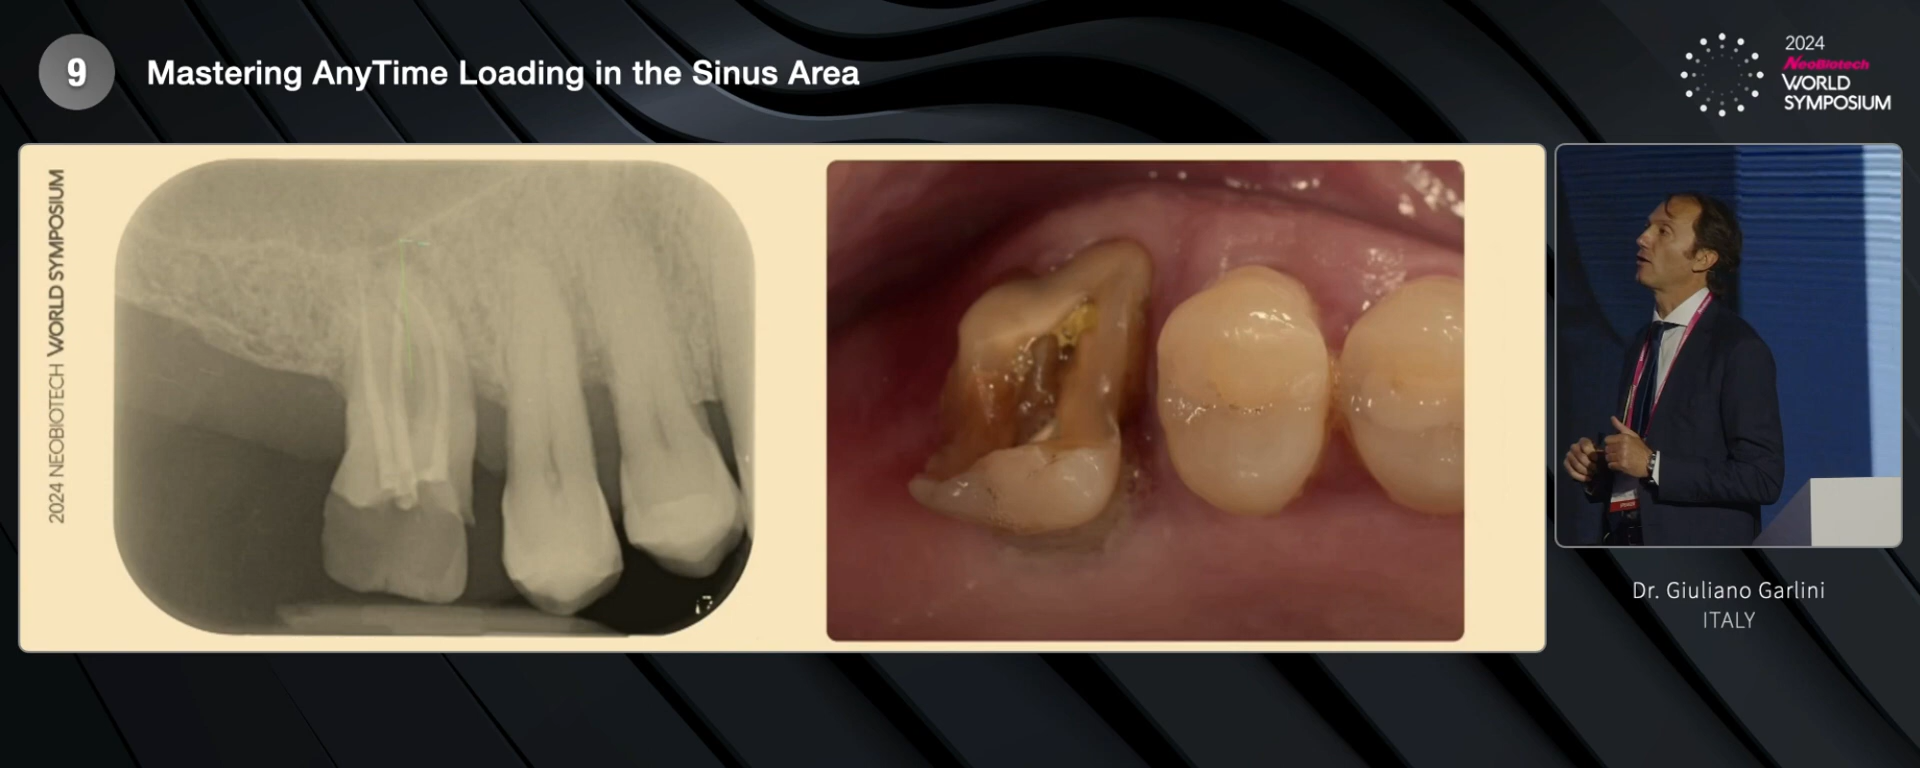 9
Mastering AnyTime Loading in the Sinus Area
2024
NeoBiotech
WORLD
SYMPOSIUM
2024 NEOBIOTECH WORLD SYMPOSIUM
Dr. Giuliano Garlini
ITALY